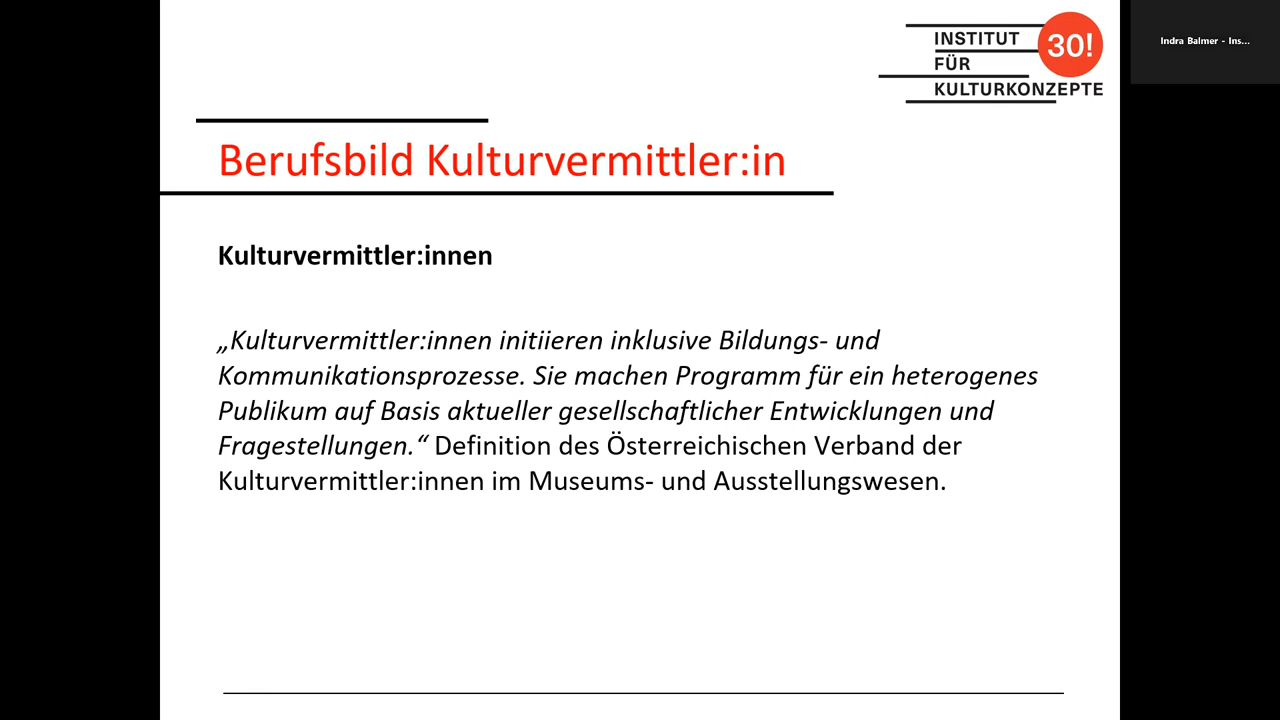 INSTITUT
FÜR
KULTURKONZEPTE
30!
Indra Balmer - Ins...
Berufsbild Kulturvermittler:in
Kulturvermittler:innen
„Kulturvermittler:innen initiieren inklusive Bildungs- und
Kommunikationsprozesse. Sie machen Programm für ein heterogenes
Publikum auf Basis aktueller gesellschaftlicher Entwicklungen und
Fragestellungen.“ Definition des Österreichischen Verband der
Kulturvermittler:innen im Museums- und Ausstellungswesen.